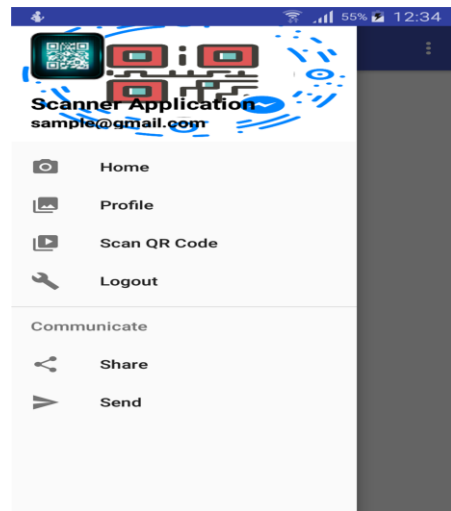 55% 12:34
Scanner Application
sample@gmail.com
Home
Profile
Scan QR Code
Logout
Communicate
Share
Send